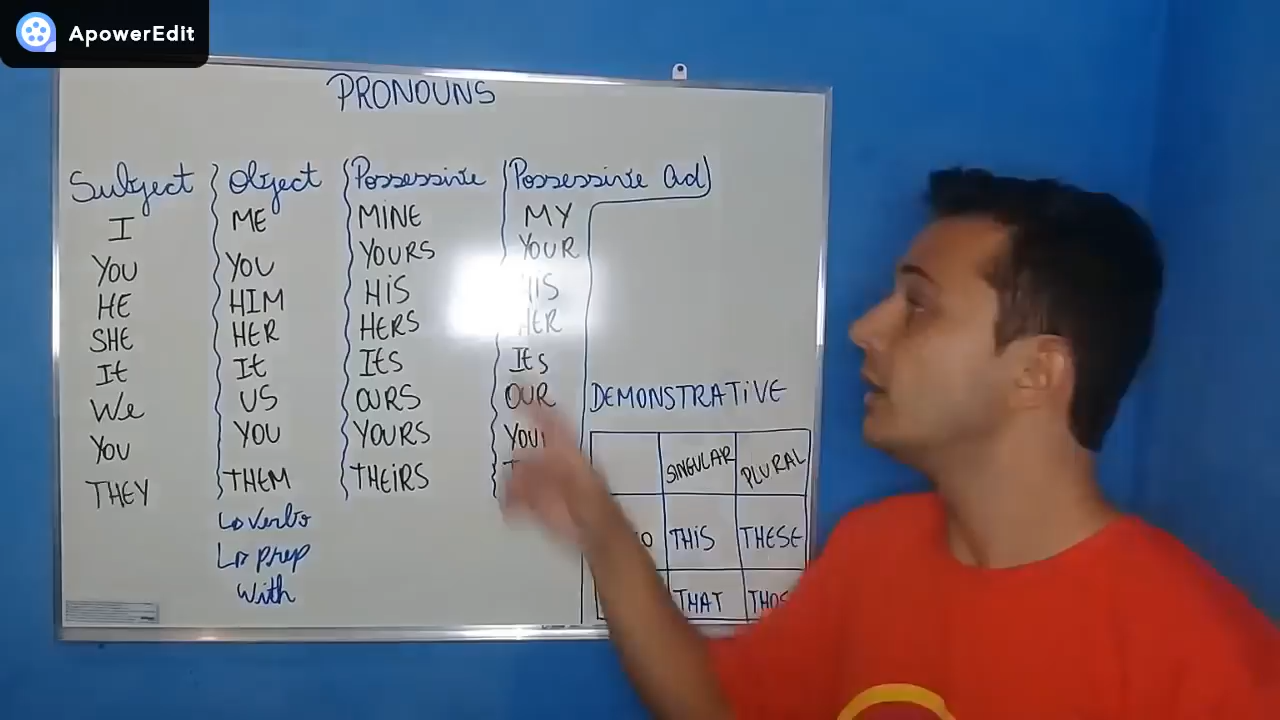 ApowerEdit
PRONOUNS
Subject Object Possessive Possessive adj
I ME MINE MY
YOU YOU YOURS YOUR
HE HIM HIS HIS
SHE HER HERS HER
It It Its Its
We US OURS OUR
YOU YOU YOURS
THEY THEM THEIRS
↳ Verbo
↳ prep
With
DEMONSTRATIVE
SINGULAR PLURAL
THIS THESE
THAT